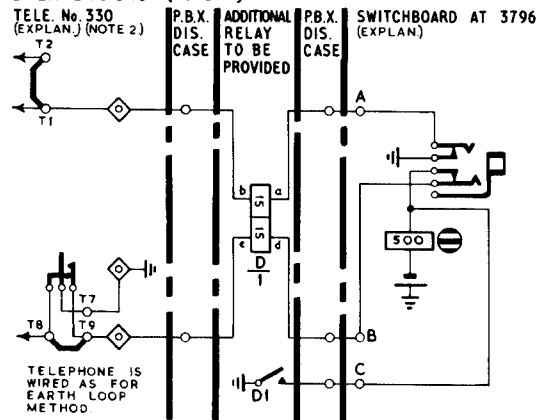 TELE. No. 330
(EXPLAN.) (NOTE 2.)
P.B.X.
DIS.
CASE
ADDITIONAL
RELAY
TO BE
PROVIDED
P.B.X.
DIS.
CASE
SWITCHBOARD AT 3796
(EXPLAN.)
T2
T1
A
b
a
15
15
c
d
D
1
500
T7
T8
T9
B
C
D1
TELEPHONE IS
WIRED AS FOR
EARTH LOOP
METHOD.